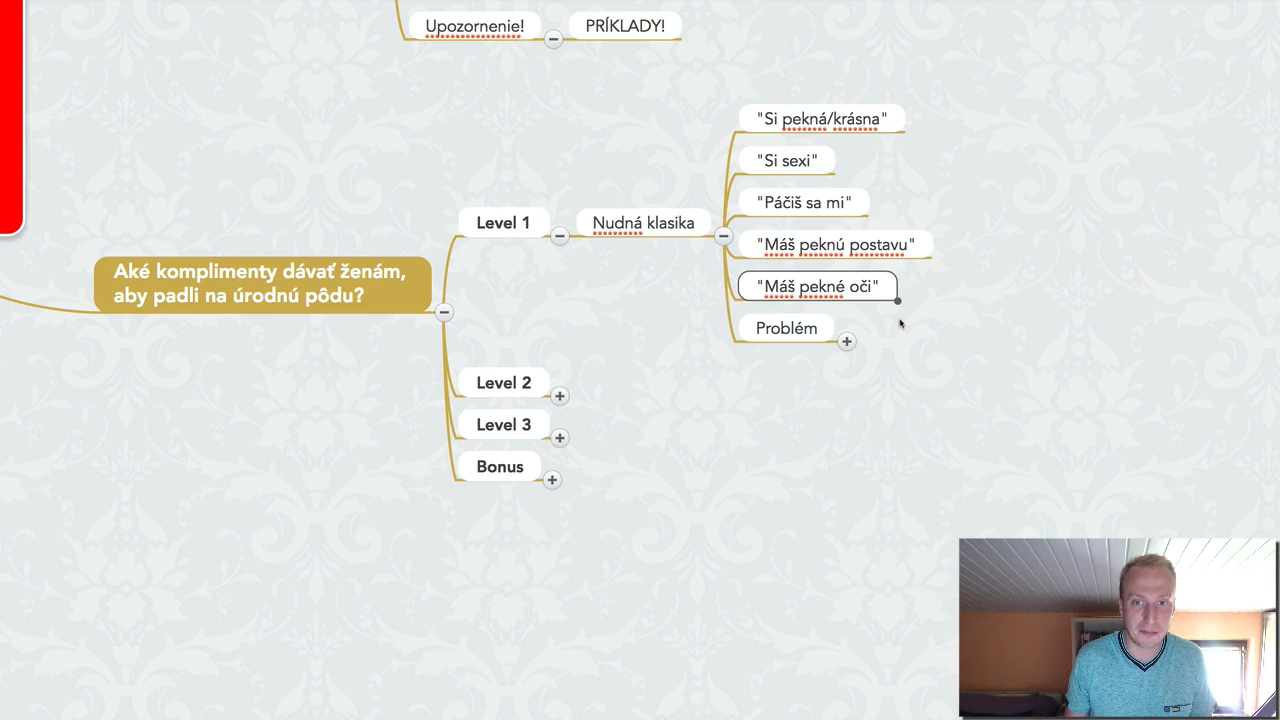 Upozornenie!
PRÍKLADY!
"Si pekná/krásna"
"Si sexi"
"Páčiš sa mi"
Level 1
Nudná klasika
"Máš peknú postavu"
Aké komplimenty dávať ženám,
aby padli na úrodnú pôdu?
"Máš pekné oči"
Problém
Level 2
Level 3
Bonus